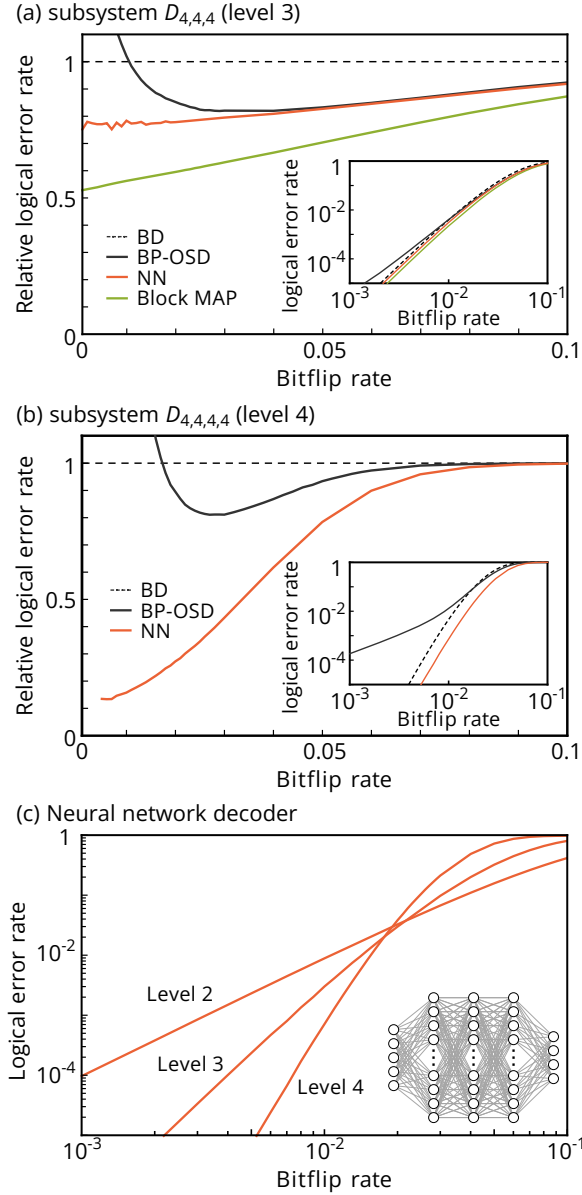 (a) subsystem D4,4,4 (level 3)
Relative logical error rate
1
0.5
0
BD
BP-OSD
NN
Block MAP
logical error rate
1
10-2
10-4
10-3
10-2
10-1
Bitflip rate
0
0.05
0.1
Bitflip rate
(b) subsystem D4,4,4,4 (level 4)
Relative logical error rate
1
0.5
0
BD
BP-OSD
NN
logical error rate
1
10-2
10-4
10-3
10-2
10-1
Bitflip rate
0
0.05
0.1
Bitflip rate
(c) Neural network decoder
Logical error rate
1
10-2
10-4
Level 2
Level 3
Level 4
10-3
10-2
10-1
Bitflip rate